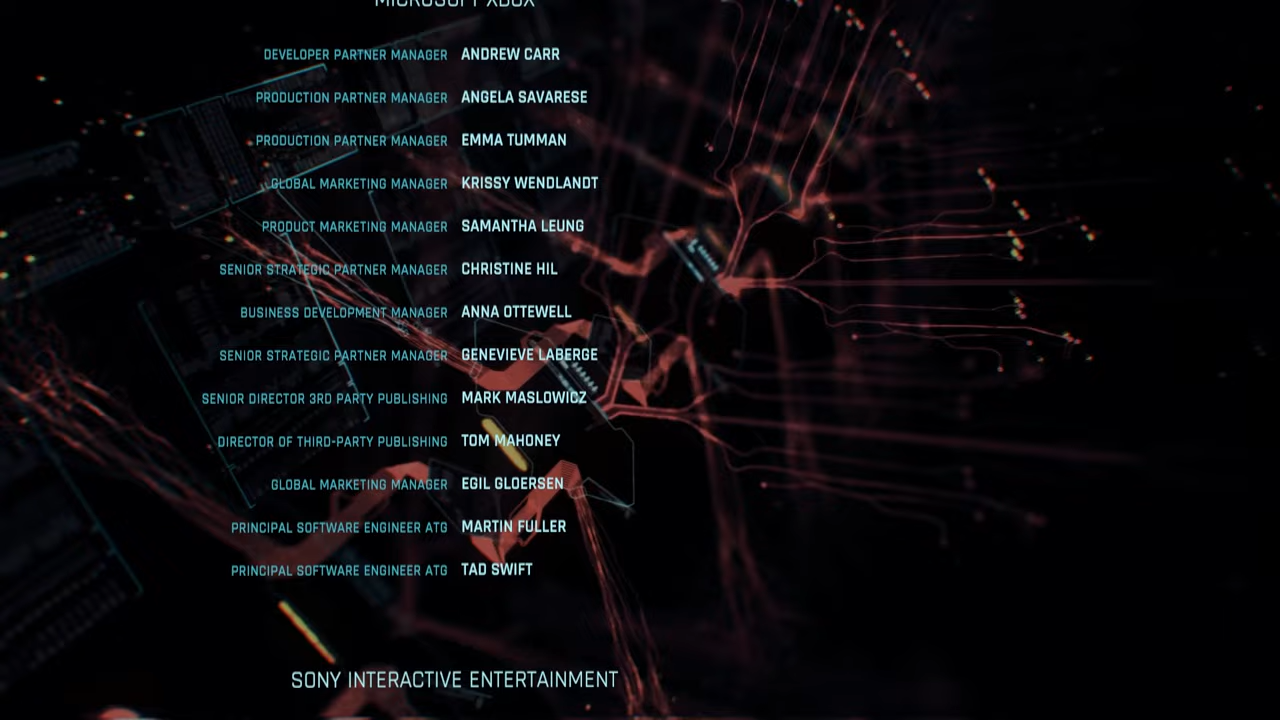 MICROSOFT XBOX
DEVELOPER PARTNER MANAGER ANDREW CARR
PRODUCTION PARTNER MANAGER ANGELA SAVARESE
PRODUCTION PARTNER MANAGER EMMA TUMMAN
GLOBAL MARKETING MANAGER KRISSY WENDLANDT
PRODUCT MARKETING MANAGER SAMANTHA LEUNG
SENIOR STRATEGIC PARTNER MANAGER CHRISTINE HIL
BUSINESS DEVELOPMENT MANAGER ANNA OTTEWELL
SENIOR STRATEGIC PARTNER MANAGER GENEVIEVE LABERGE
SENIOR DIRECTOR 3RD PARTY PUBLISHING MARK MASLOWICZ
DIRECTOR OF THIRD-PARTY PUBLISHING TOM MAHONEY
GLOBAL MARKETING MANAGER EGIL GLOERSEN
PRINCIPAL SOFTWARE ENGINEER ATG MARTIN FULLER
PRINCIPAL SOFTWARE ENGINEER ATG TAD SWIFT
SONY INTERACTIVE ENTERTAINMENT